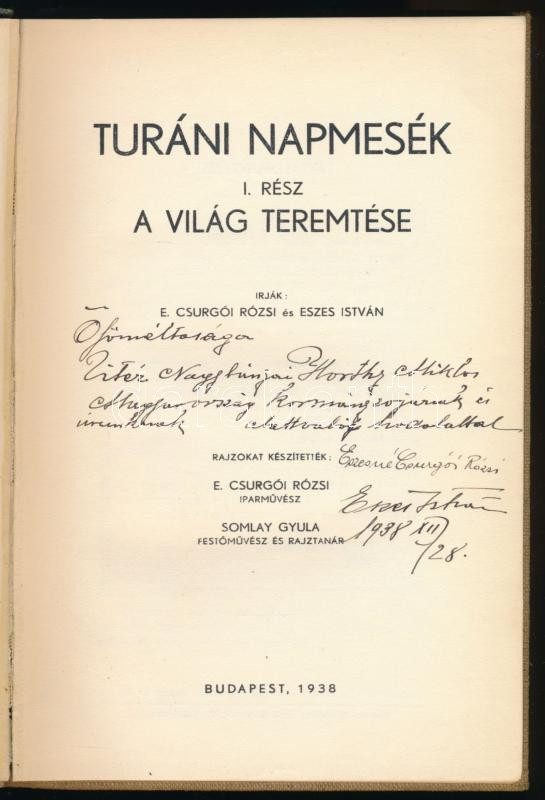 TURÁNI NAPMESÉK
I. RÉSZ
A VILÁG TEREMTÉSE
IRJÁK:
E. CSURGÓI RÓZSI és ESZES ISTVÁN
Őfőméltósága
Vitéz Nagybányai Horthy Miklós
Magyarország kormányzójának és
urunknak hódolattal
RAJZOKAT KÉSZÍTETTÉK:
Eszesné Csurgói Rózsi
E. CSURGÓI RÓZSI
IPARMŰVÉSZ
Eszes István
SOMLAY GYULA
FESTŐMŰVÉSZ ÉS RAJZTANÁR
1938 XII/28.
BUDAPEST, 1938